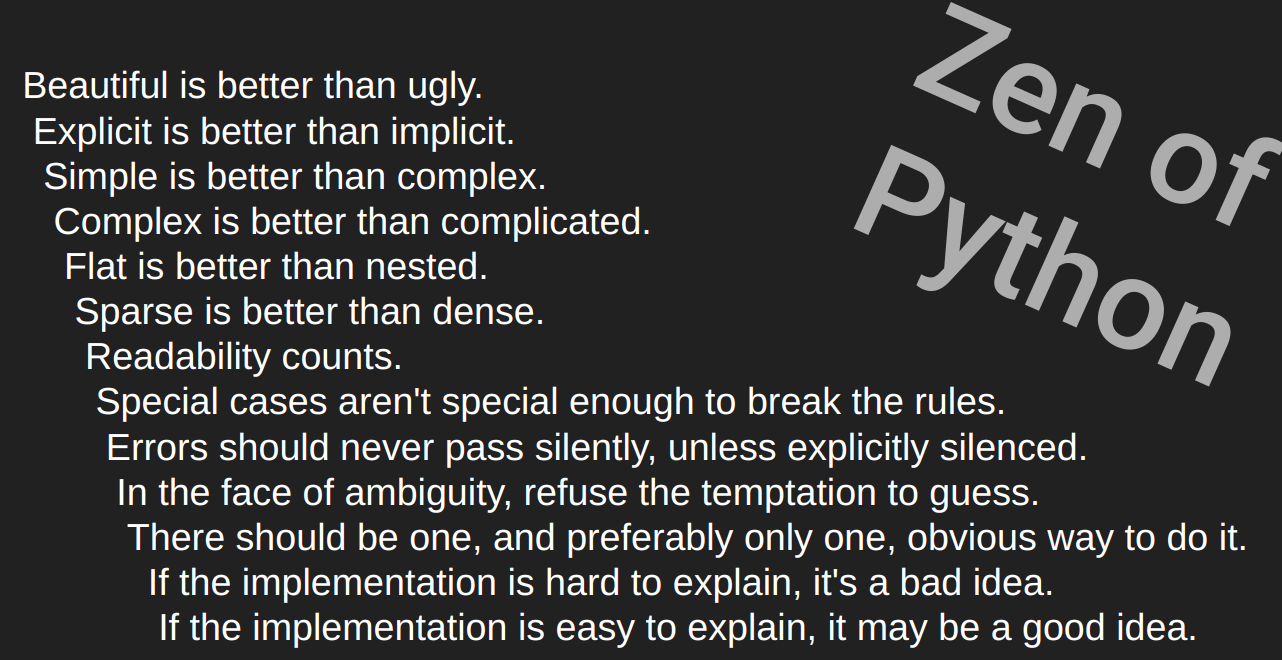 Zen of
Python
Beautiful is better than ugly.
Explicit is better than implicit.
Simple is better than complex.
Complex is better than complicated.
Flat is better than nested.
Sparse is better than dense.
Readability counts.
Special cases aren't special enough to break the rules.
Errors should never pass silently, unless explicitly silenced.
In the face of ambiguity, refuse the temptation to guess.
There should be one, and preferably only one, obvious way to do it.
If the implementation is hard to explain, it's a bad idea.
If the implementation is easy to explain, it may be a good idea.